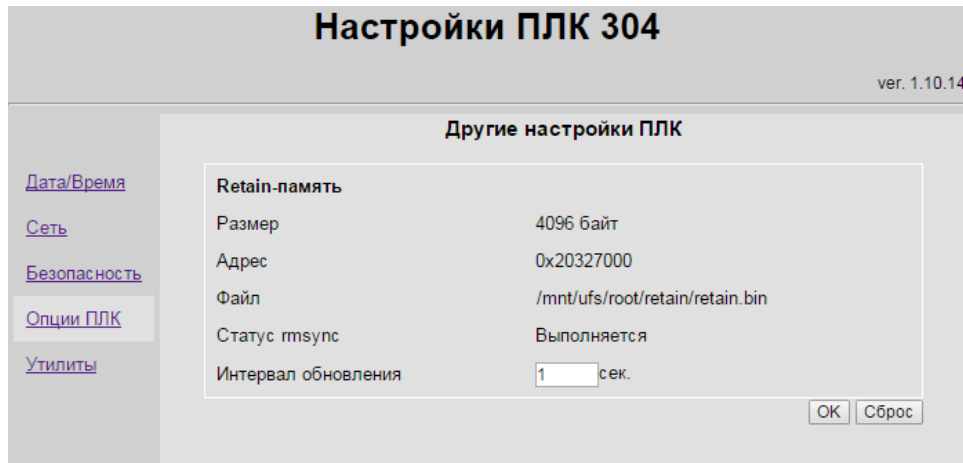 Настройки ПЛК 304
ver. 1.10.14
Другие настройки ПЛК
Дата/Время
Сеть
Безопасность
Опции ПЛК
Утилиты
Retain-память
Размер 4096 байт
Адрес 0x20327000
Файл /mnt/ufs/root/retain/retain.bin
Статус rmsync Выполняется
Интервал обновления 1 сек.
OK Сброс